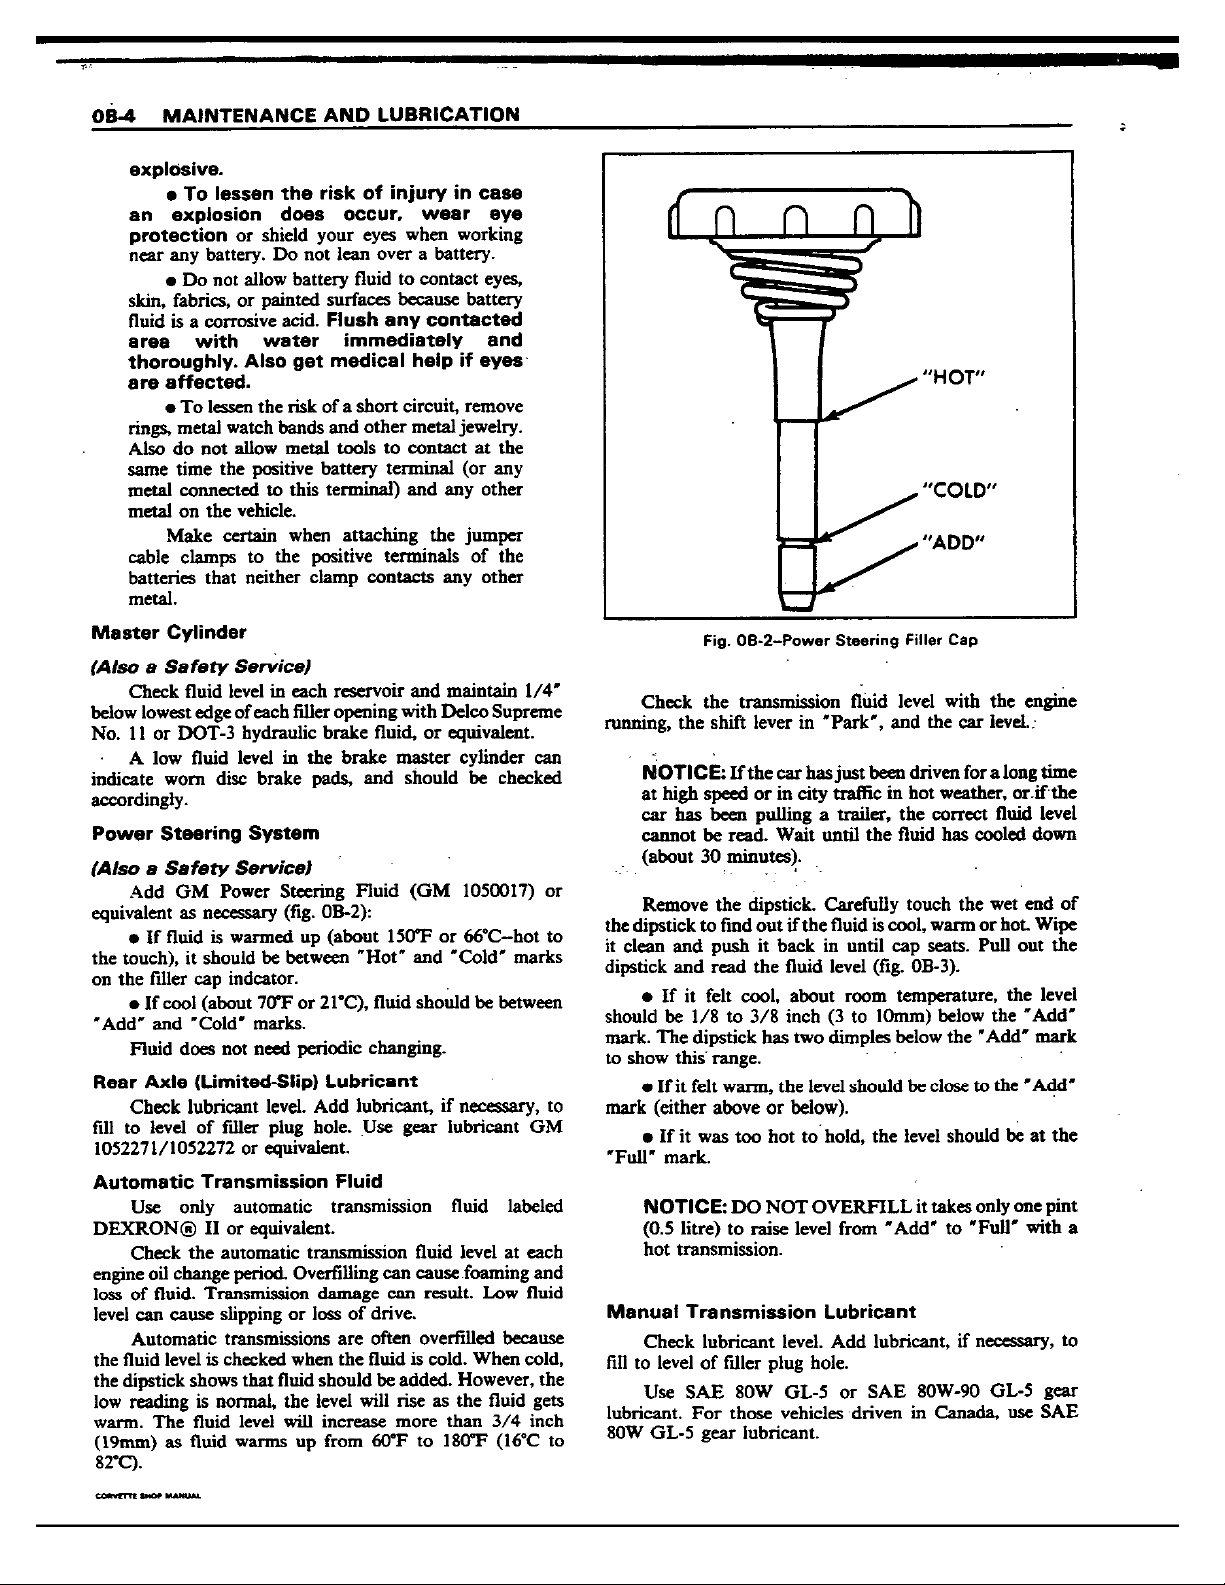 0B-4 MAINTENANCE AND LUBRICATION
explosive.
● To lessen the risk of injury in case
an explosion does occur, wear eye
protection or shield your eyes when working
near any battery. Do not lean over a battery.
● Do not allow battery fluid to contact eyes,
skin, fabrics, or painted surfaces because battery
fluid is a corrosive acid. Flush any contacted
area with water immediately and
thoroughly. Also get medical help if eyes
are affected.
● To lessen the risk of a short circuit, remove
rings, metal watch bands and other metal jewelry.
Also do not allow metal tools to contact at the
same time the positive battery terminal (or any
metal connected to this terminal) and any other
metal on the vehicle.
Make certain when attaching the jumper
cable clamps to the positive terminals of the
batteries that neither clamp contacts any other
metal.
Master Cylinder
(Also a Safety Service)
Check fluid level in each reservoir and maintain 1/4"
below lowest edge of each filler opening with Delco Supreme
No. 11 or DOT-3 hydraulic brake fluid, or equivalent.
A low fluid level in the brake master cylinder can
indicate worn disc brake pads, and should be checked
accordingly.
Power Steering System
(Also a Safety Service)
Add GM Power Steering Fluid (GM 1050017) or
equivalent as necessary (fig. 0B-2):
● If fluid is warmed up (about 150°F or 66°C-hot to
the touch), it should be between "Hot" and "Cold" marks
on the filler cap indcator.
● If cool (about 70°F or 21°C), fluid should be between
"Add" and "Cold" marks.
Fluid does not need periodic changing.
Rear Axle (Limited-Slip) Lubricant
Check lubricant level. Add lubricant, if necessary, to
fill to level of filler plug hole. Use gear lubricant GM
1052271/1052272 or equivalent.
Automatic Transmission Fluid
Use only automatic transmission fluid labeled
DEXRON® II or equivalent.
Check the automatic transmission fluid level at each
engine oil change period. Overfilling can cause foaming and
loss of fluid. Transmission damage can result. Low fluid
level can cause slipping or loss of drive.
Automatic transmissions are often overfilled because
the fluid level is checked when the fluid is cold. When cold,
the dipstick shows that fluid should be added. However, the
low reading is normal, the level will rise as the fluid gets
warm. The fluid level will increase more than 3/4 inch
(19mm) as fluid warms up from 60°F to 180°F (16°C to
82°C).
CORVETTE SHOP MANUAL
"HOT"
"COLD"
"ADD"
Fig. 0B-2-Power Steering Filler Cap
Check the transmission fluid level with the engine
running, the shift lever in "Park", and the car level.
NOTICE: If the car has just been driven for a long time
at high speed or in city traffic in hot weather, or if the
car has been pulling a trailer, the correct fluid level
cannot be read. Wait until the fluid has cooled down
(about 30 minutes).
Remove the dipstick. Carefully touch the wet end of
the dipstick to find out if the fluid is cool, warm or hot. Wipe
it clean and push it back in until cap seats. Pull out the
dipstick and read the fluid level (fig. 0B-3).
● If it felt cool, about room temperature, the level
should be 1/8 to 3/8 inch (3 to 10mm) below the "Add"
mark. The dipstick has two dimples below the "Add" mark
to show this range.
● If it felt warm, the level should be close to the "Add"
mark (either above or below).
● If it was too hot to hold, the level should be at the
"Full" mark.
NOTICE: DO NOT OVERFILL it takes only one pint
(0.5 litre) to raise level from "Add" to "Full" with a
hot transmission.
Manual Transmission Lubricant
Check lubricant level. Add lubricant, if necessary, to
fill to level of filler plug hole.
Use SAE 80W GL-5 or SAE 80W-90 GL-5 gear
lubricant. For those vehicles driven in Canada, use SAE
80W GL-5 gear lubricant.